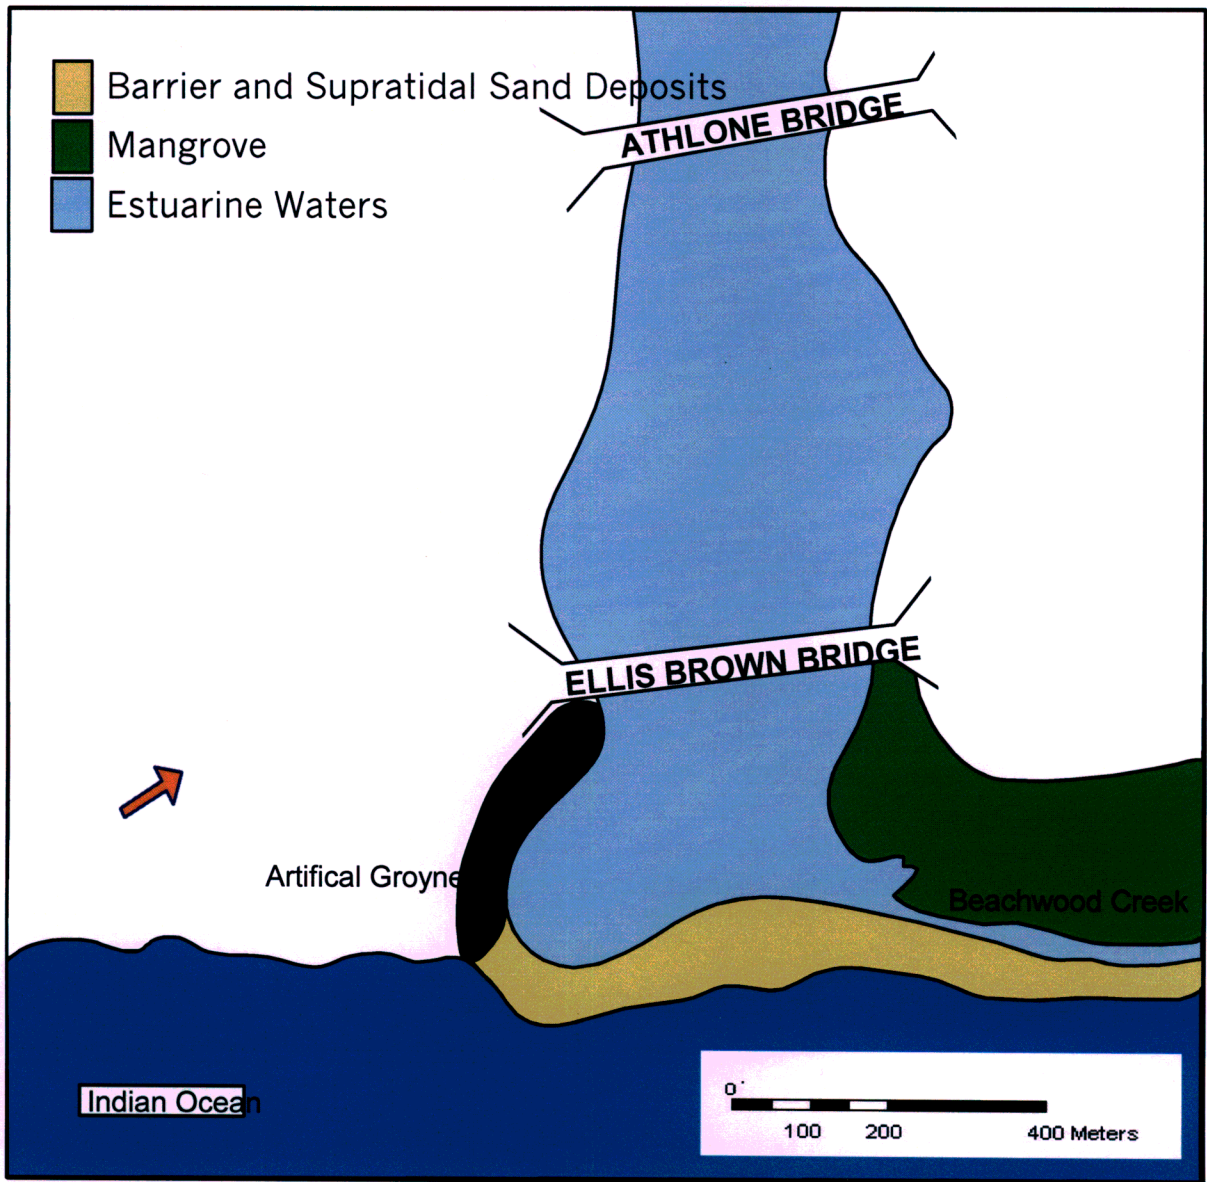 Barrier and Supratidal Sand Deposits
Mangrove
Estuarine Waters
ATHLONE BRIDGE
ELLIS BROWN BRIDGE
Artifical Groyne
Beachwood Creek
Indian Ocean
0
100 200 400 Meters